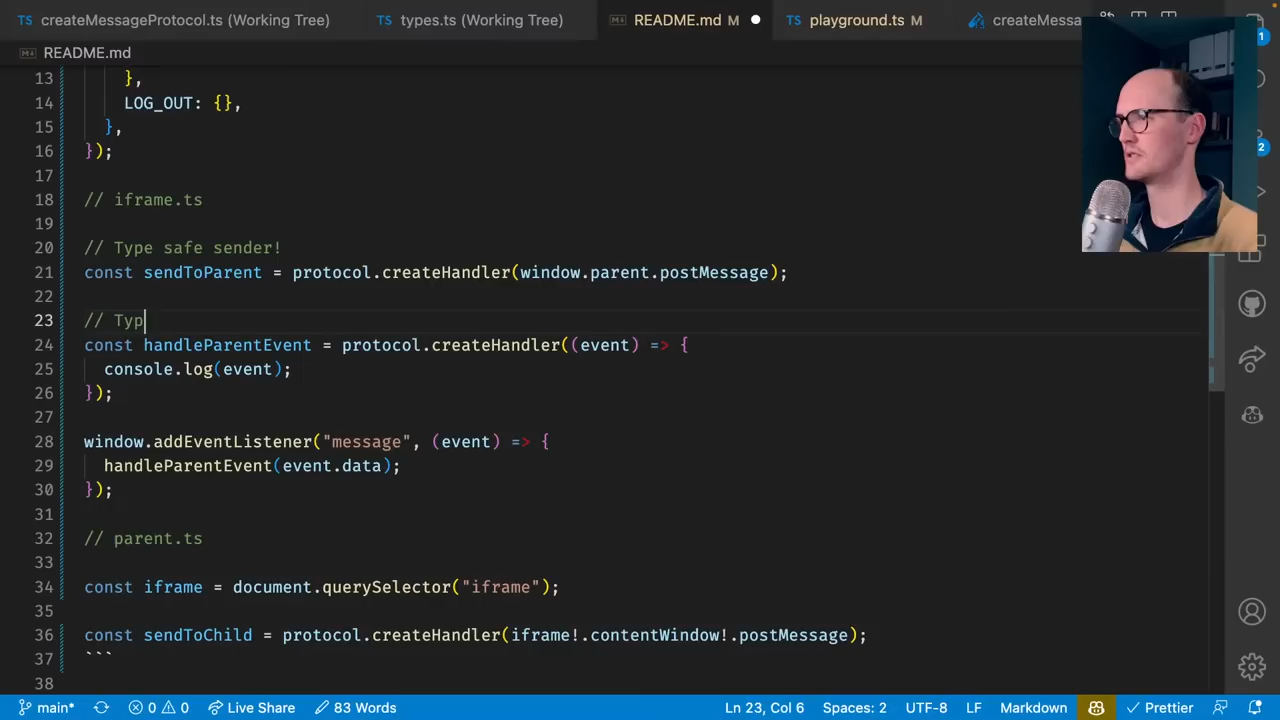 createMessageProtocol.ts (Working Tree)
TS types.ts (Working Tree)
README.md M
TS playground.ts M
createMessa
README.md
13 },
14 LOG_OUT: {},
15 },
16 });
17
18 // iframe.ts
19
20 // Type safe sender!
21 const sendToParent = protocol.createHandler(window.parent.postMessage);
22
23 // Typ
24 const handleParentEvent = protocol.createHandler((event) => {
25 console.log(event);
26 });
27
28 window.addEventListener("message", (event) => {
29 handleParentEvent(event.data);
30 });
31
32 // parent.ts
33
34 const iframe = document.querySelector("iframe");
35
36 const sendToChild = protocol.createHandler(iframe!.contentWindow!.postMessage);
37 ```
38
main* 0 0 Live Share 83 Words Ln 23, Col 6 Spaces: 2 UTF-8 LF Markdown Prettier